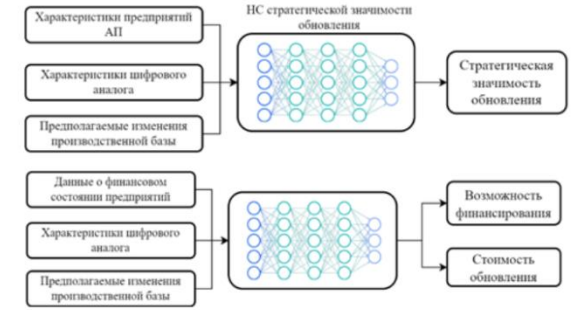 НС стратегической значимости
обновления
Характеристики предприятий
АП
Характеристики цифрового
аналога
Предполагаемые изменения
производственной базы
Стратегическая
значимость
обновления
Данные о финансовом
состоянии предприятий
Характеристики цифрового
аналога
Предполагаемые изменения
производственной базы
Возможность
финансирования
Стоимость
обновления